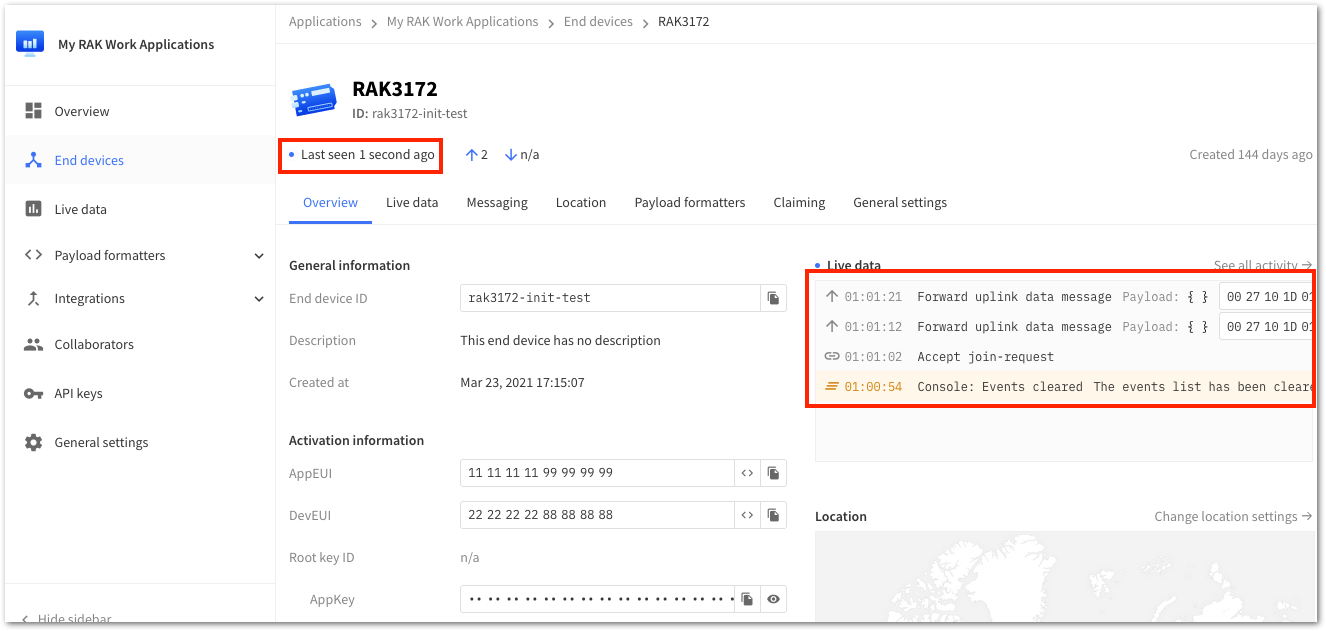 Applications > My RAK Work Applications > End devices > RAK3172
My RAK Work Applications
Overview
End devices
Live data
Payload formatters
Integrations
Collaborators
API keys
General settings
Hide sidebar
RAK3172
ID: rak3172-init-test
Last seen 1 second ago ↑ 2 ↓ n/a Created 144 days ago
Overview Live data Messaging Location Payload formatters Claiming General settings
General information
End device ID rak3172-init-test
Description This end device has no description
Created at Mar 23, 2021 17:15:07
Activation information
AppEUI 11 11 11 11 99 99 99 99 <>
DevEUI 22 22 22 22 88 88 88 88 <>
Root key ID n/a
AppKey
Live data See all activity →
↑ 01:01:21 Forward uplink data message Payload: { } 00 27 10 1D
↑ 01:01:12 Forward uplink data message Payload: { } 00 27 10 1D
01:01:02 Accept join-request
01:00:54 Console: Events cleared The events list has been cleare
Location Change location settings →